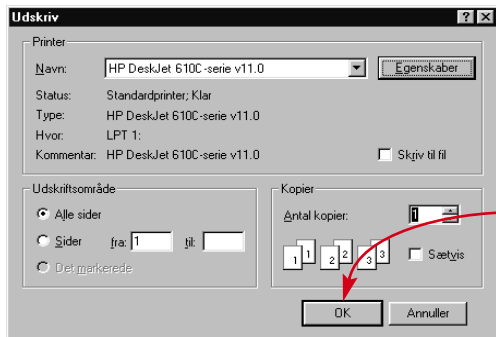 Udskriv
Printer
Navn: HP DeskJet 610C-serie v11.0 Egenskaber
Status: Standardprinter; Klar
Type: HP DeskJet 610C-serie v11.0
Hvor: LPT 1:
Kommentar: HP DeskJet 610C-serie v11.0 Skriv til fil
Udskriftsområde
Alle sider
Sider fra: 1 til:
Det markerede
Kopier
Antal kopier: 1
1 1 2 2 3 3 Sætvis
OK Annuller